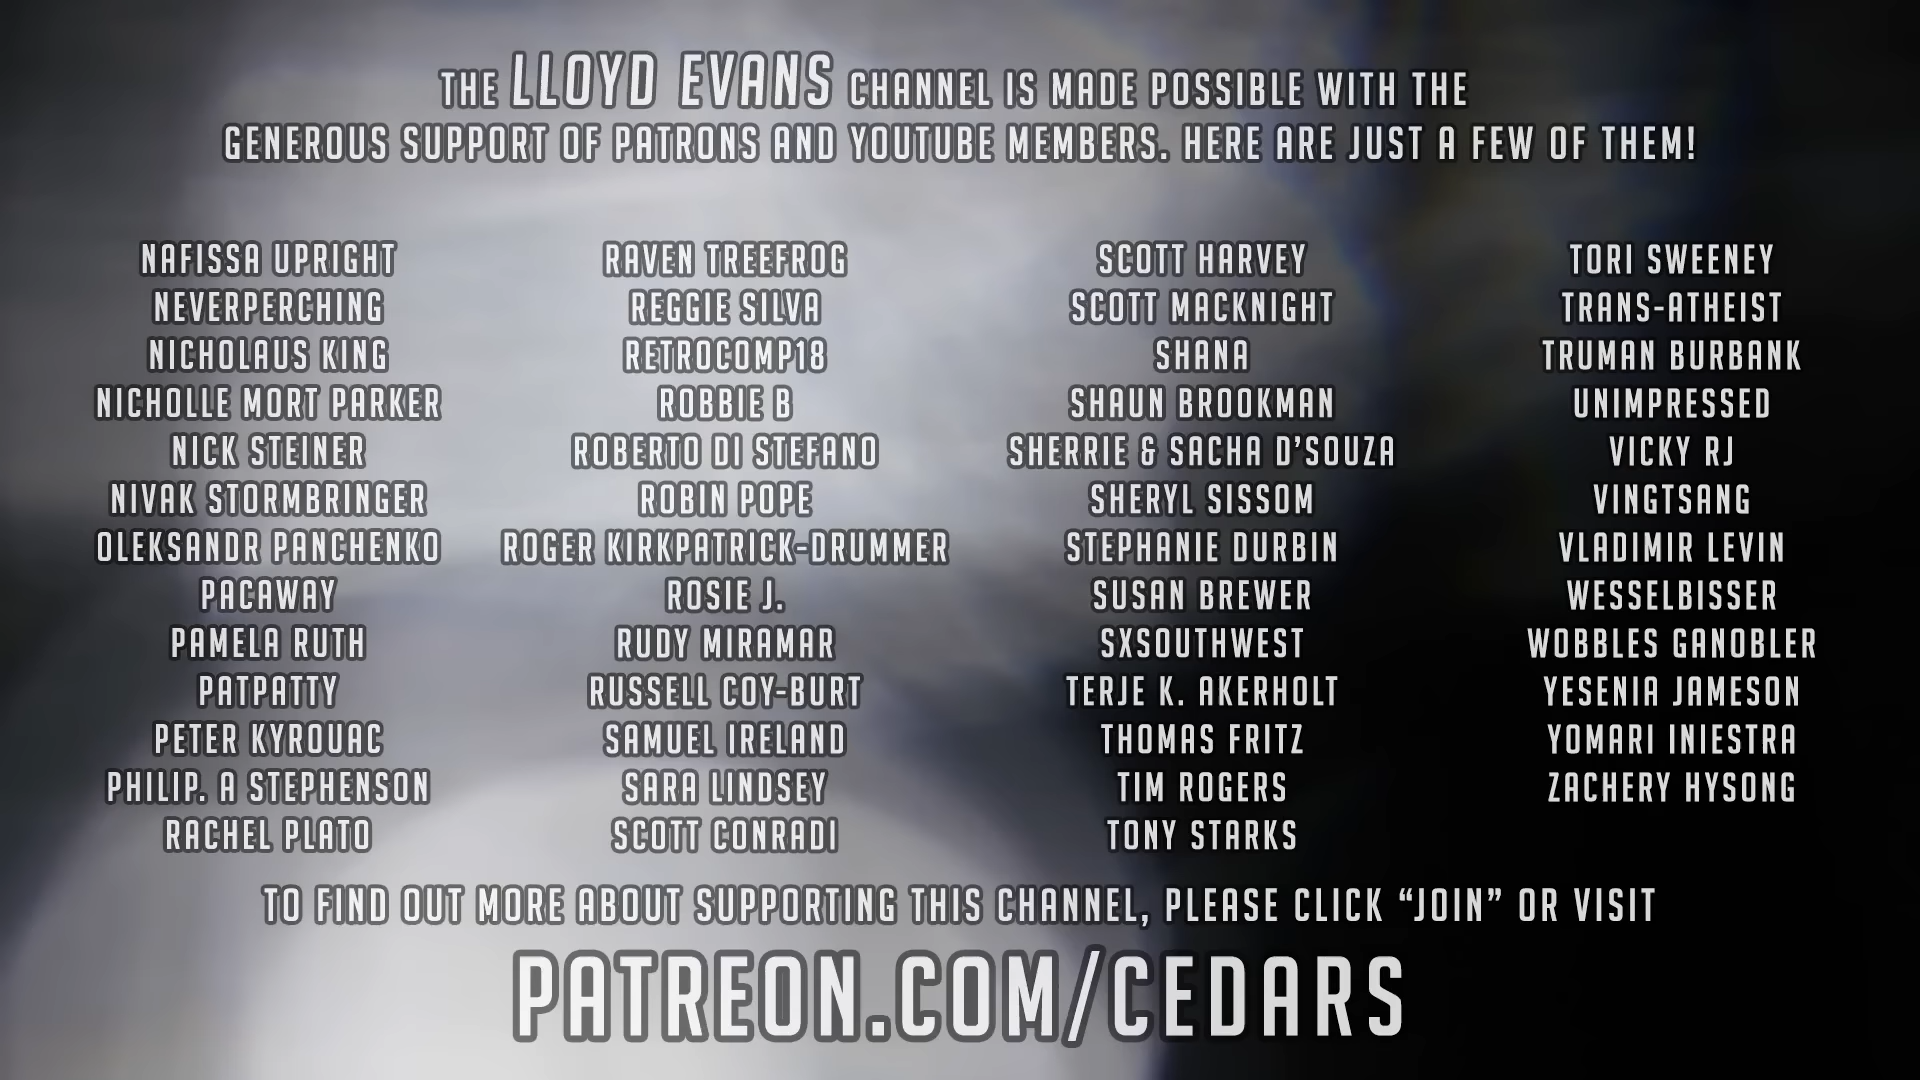 THE LLOYD EVANS CHANNEL IS MADE POSSIBLE WITH THE
GENEROUS SUPPORT OF PATRONS AND YOUTUBE MEMBERS. HERE ARE JUST A FEW OF THEM!
NAFISSA UPRIGHT
NEVERPERCHING
NICHOLAUS KING
NICHOLLE MORT PARKER
NICK STEINER
NIVAK STORMBRINGER
OLEKSANDR PANCHENKO
PACAWAY
PAMELA RUTH
PATPATTY
PETER KYROUAC
PHILIP. A STEPHENSON
RACHEL PLATO
RAVEN TREEFROG
REGGIE SILVA
RETROCOMP18
ROBBIE B
ROBERTO DI STEFANO
ROBIN POPE
ROGER KIRKPATRICK-DRUMMER
ROSIE J.
RUDY MIRAMAR
RUSSELL COY-BURT
SAMUEL IRELAND
SARA LINDSEY
SCOTT CONRADI
SCOTT HARVEY
SCOTT MACKNIGHT
SHANA
SHAUN BROOKMAN
SHERRIE & SACHA D’SOUZA
SHERYL SISSOM
STEPHANIE DURBIN
SUSAN BREWER
SXSOUTHWEST
TERJE K. AKERHOLT
THOMAS FRITZ
TIM ROGERS
TONY STARKS
TORI SWEENEY
TRANS-ATHEIST
TRUMAN BURBANK
UNIMPRESSED
VICKY RJ
VINGTSANG
VLADIMIR LEVIN
WESSELBISSER
WOBBLES GANOBLER
YESENIA JAMESON
YOMARI INIESTRA
ZACHERY HYSONG
TO FIND OUT MORE ABOUT SUPPORTING THIS CHANNEL, PLEASE CLICK “JOIN” OR VISIT
PATREON.COM/CEDARS